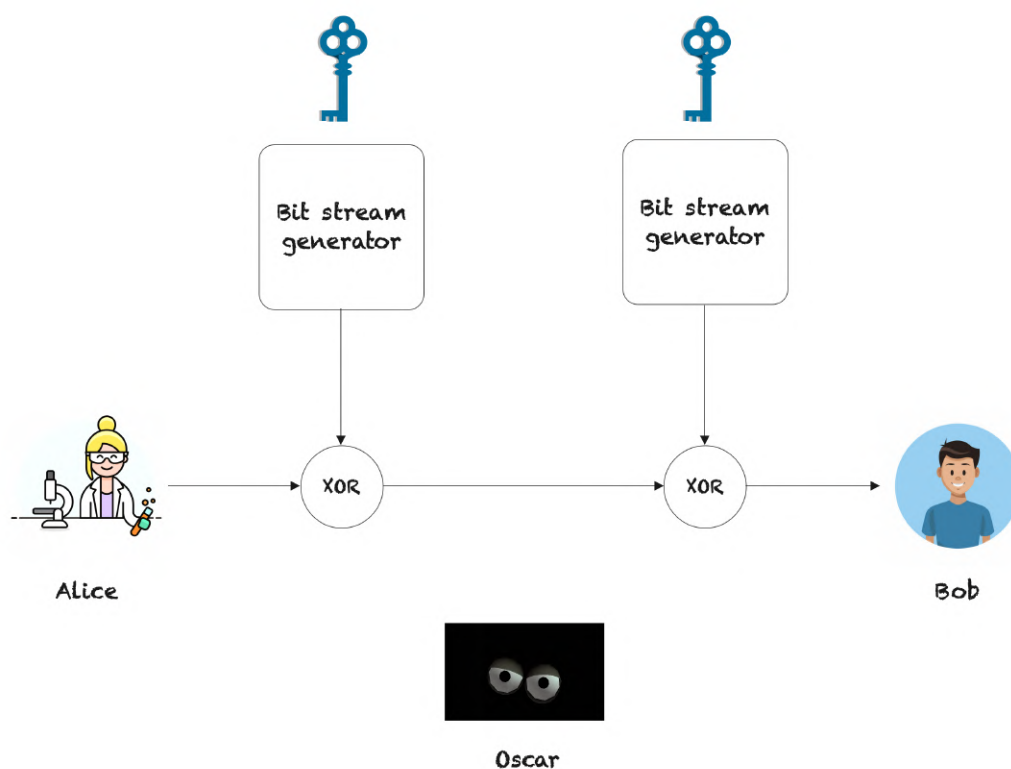 Bit stream
generator
Bit stream
generator
XOR
XOR
Alice
Bob
Oscar